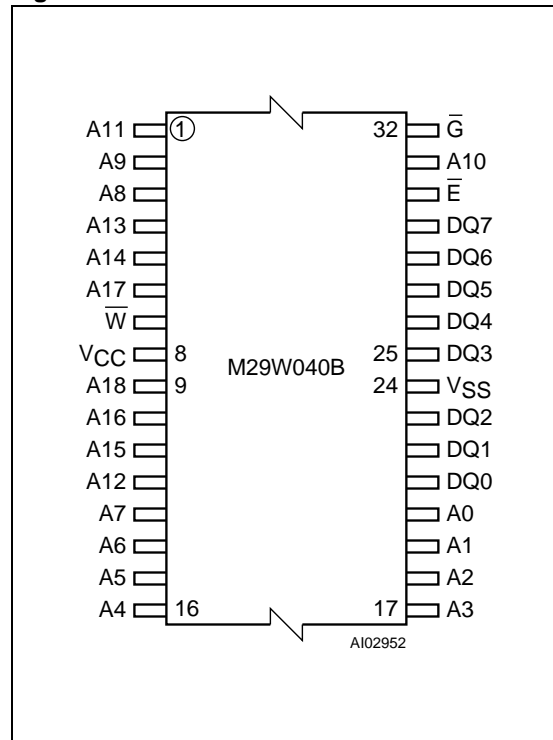 A11 1 32 G̅
A9 A10
A8 E̅
A13 DQ7
A14 DQ6
A17 DQ5
W̅ DQ4
VCC 8 25 DQ3
M29W040B
A18 9 24 VSS
A16 DQ2
A15 DQ1
A12 DQ0
A7 A0
A6 A1
A5 A2
A4 16 17 A3
AI02952